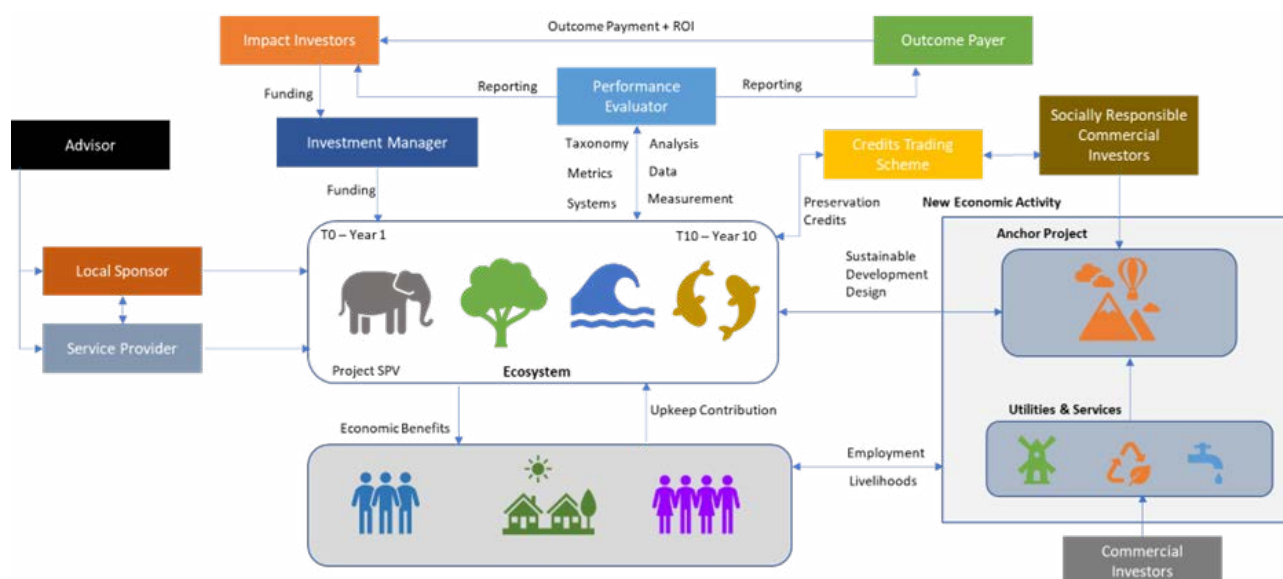 Outcome Payment + ROI
Impact Investors
Outcome Payer
Reporting
Performance
Evaluator
Reporting
Funding
Socially Responsible
Commercial
Investors
Advisor
Investment Manager
Taxonomy
Metrics
Systems
Analysis
Data
Measurement
Credits Trading
Scheme
Funding
Preservation
Credits
New Economic Activity
T0 – Year 1
T10 – Year 10
Anchor Project
Local Sponsor
Sustainable
Development
Design
Service Provider
Project SPV
Ecosystem
Utilities & Services
Economic Benefits
Upkeep Contribution
Employment
Livelihoods
Commercial
Investors